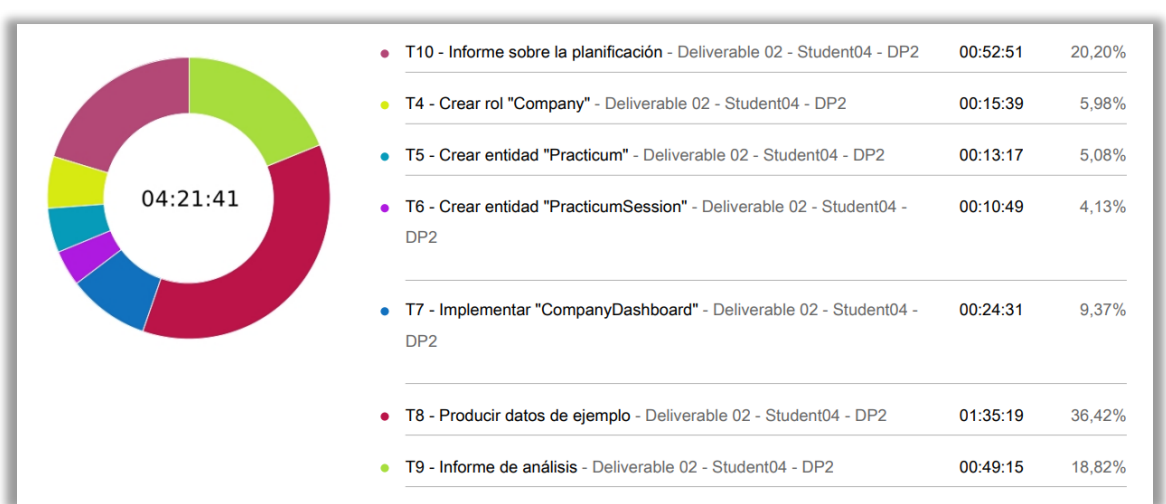 04:21:41
T10 - Informe sobre la planificación - Deliverable 02 - Student04 - DP2 00:52:51 20,20%
T4 - Crear rol "Company" - Deliverable 02 - Student04 - DP2 00:15:39 5,98%
T5 - Crear entidad "Practicum" - Deliverable 02 - Student04 - DP2 00:13:17 5,08%
T6 - Crear entidad "PracticumSession" - Deliverable 02 - Student04 - 00:10:49 4,13%
DP2
T7 - Implementar "CompanyDashboard" - Deliverable 02 - Student04 - 00:24:31 9,37%
DP2
T8 - Producir datos de ejemplo - Deliverable 02 - Student04 - DP2 01:35:19 36,42%
T9 - Informe de análisis - Deliverable 02 - Student04 - DP2 00:49:15 18,82%